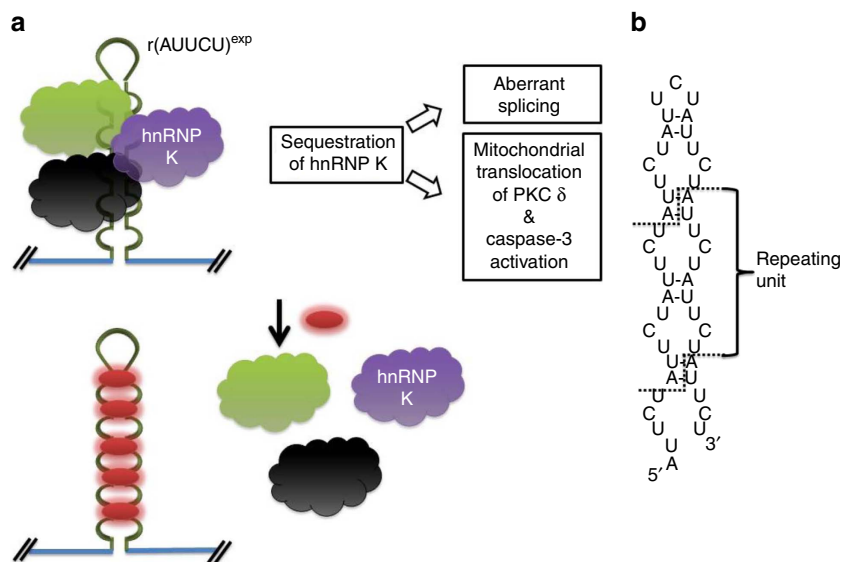 a
r(AUUCU)exp
hnRNP
K
Sequestration
of hnRNP K
Aberrant
splicing
Mitochondrial
translocation
of PKC δ
&
caspase-3
activation
hnRNP
K
b
C
U U
U-A
A-U
U U
C C
U U
U-A
A-U
U U
C C
U U
U-A
A-U
U U
C C
U U
U-A
A-U
U U
C C
U U
U 3′
5′ A
Repeating
unit